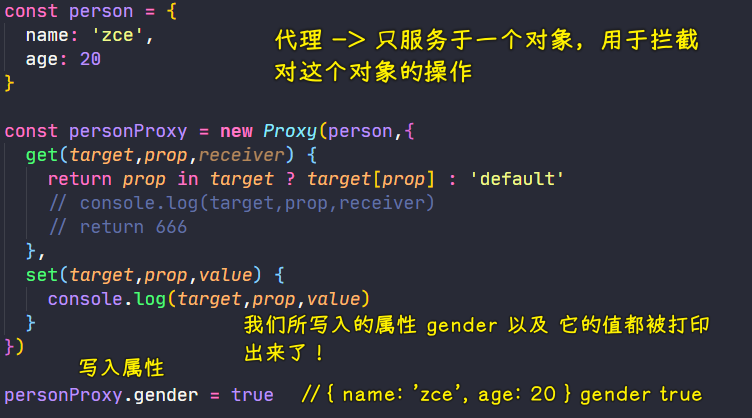 const person = {
name: 'zce',
age: 20
}
代理 -> 只服务于一个对象，用于拦截
对这个对象的操作
const personProxy = new Proxy(person,{
get(target,prop,receiver) {
return prop in target ? target[prop] : 'default'
// console.log(target,prop,receiver)
// return 666
},
set(target,prop,value) {
console.log(target,prop,value)
}
我们所写入的属性 gender 以及 它的值都被打印
出来了！
})
写入属性
personProxy.gender = true // { name: 'zce', age: 20 } gender true